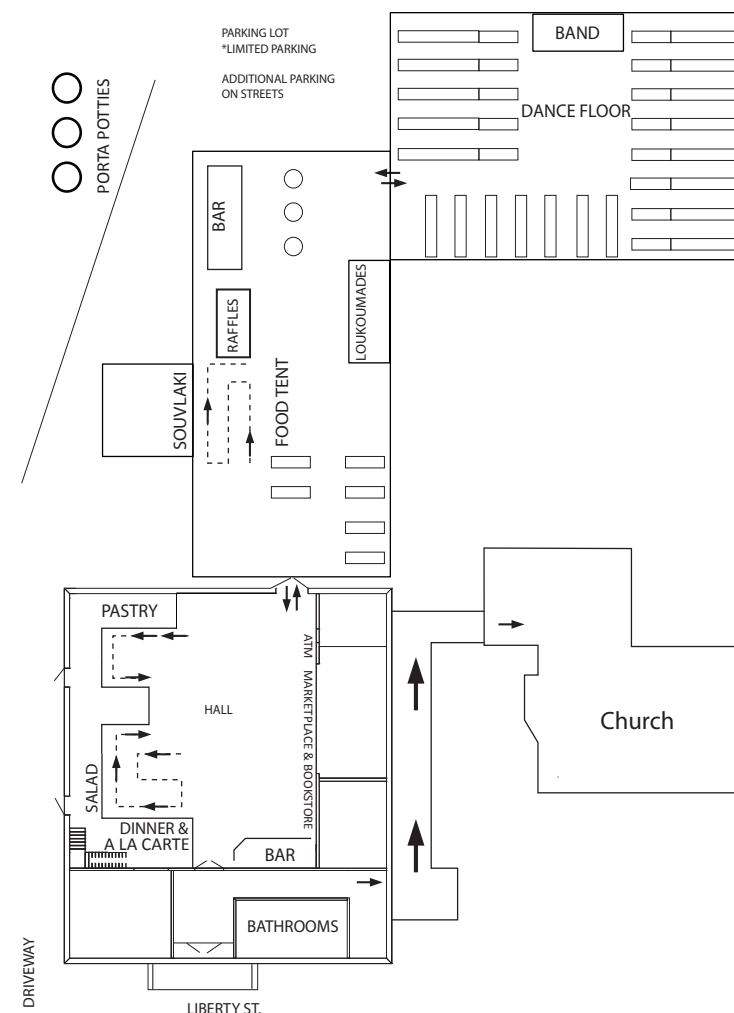 PARKING LOT
*LIMITED PARKING
ADDITIONAL PARKING
ON STREETS
BAND
DANCE FLOOR
PORTA POTTIES
BAR
RAFFLES
LOUKOUMADES
SOUVLAKI
FOOD TENT
PASTRY
ATM MARKETPLACE & BOOKSTORE
HALL
Church
SALAD
DINNER &
A LA CARTE
BAR
BATHROOMS
DRIVEWAY
LIBERTY ST.